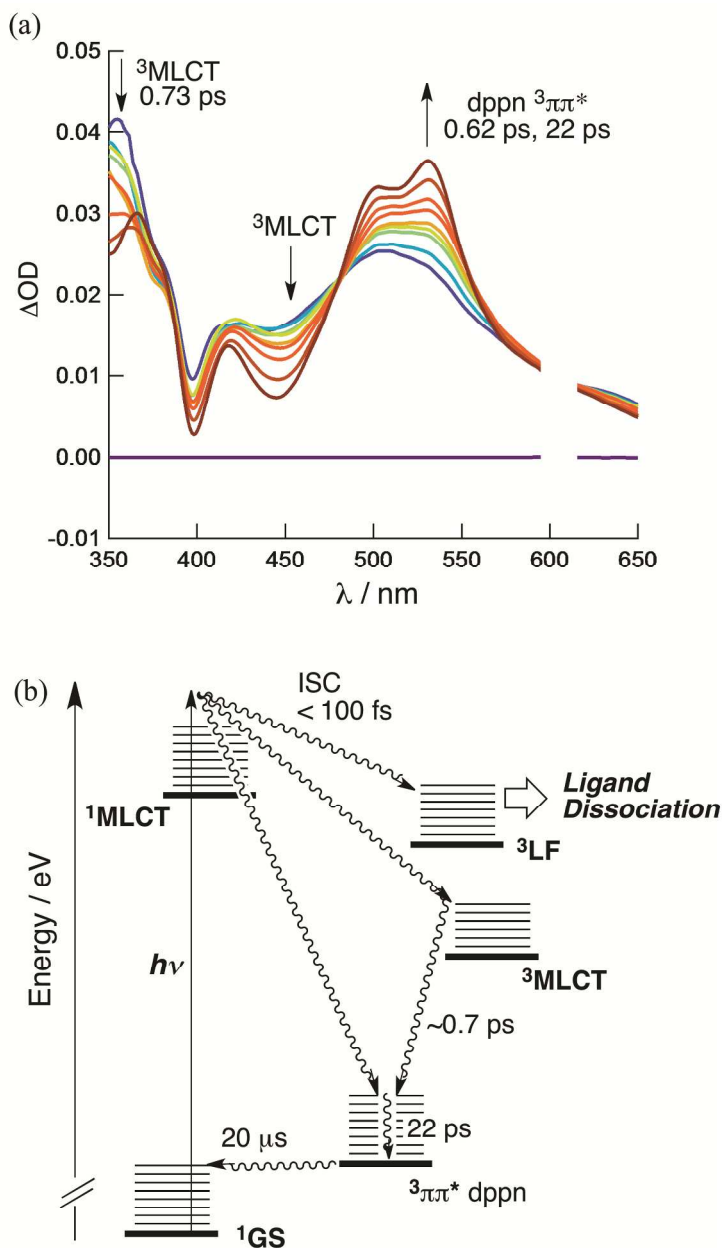 (a)
0.05
0.04
0.03
0.02
0.01
0.00
-0.01
ΔOD
³MLCT
0.73 ps
dppn ³ππ*
0.62 ps, 22 ps
³MLCT
350 400 450 500 550 600 650
λ / nm
(b)
ISC
< 100 fs
Ligand
Dissociation
¹MLCT
³LF
Energy / eV
hν
³MLCT
~0.7 ps
20 μs
22 ps
³ππ* dppn
¹GS